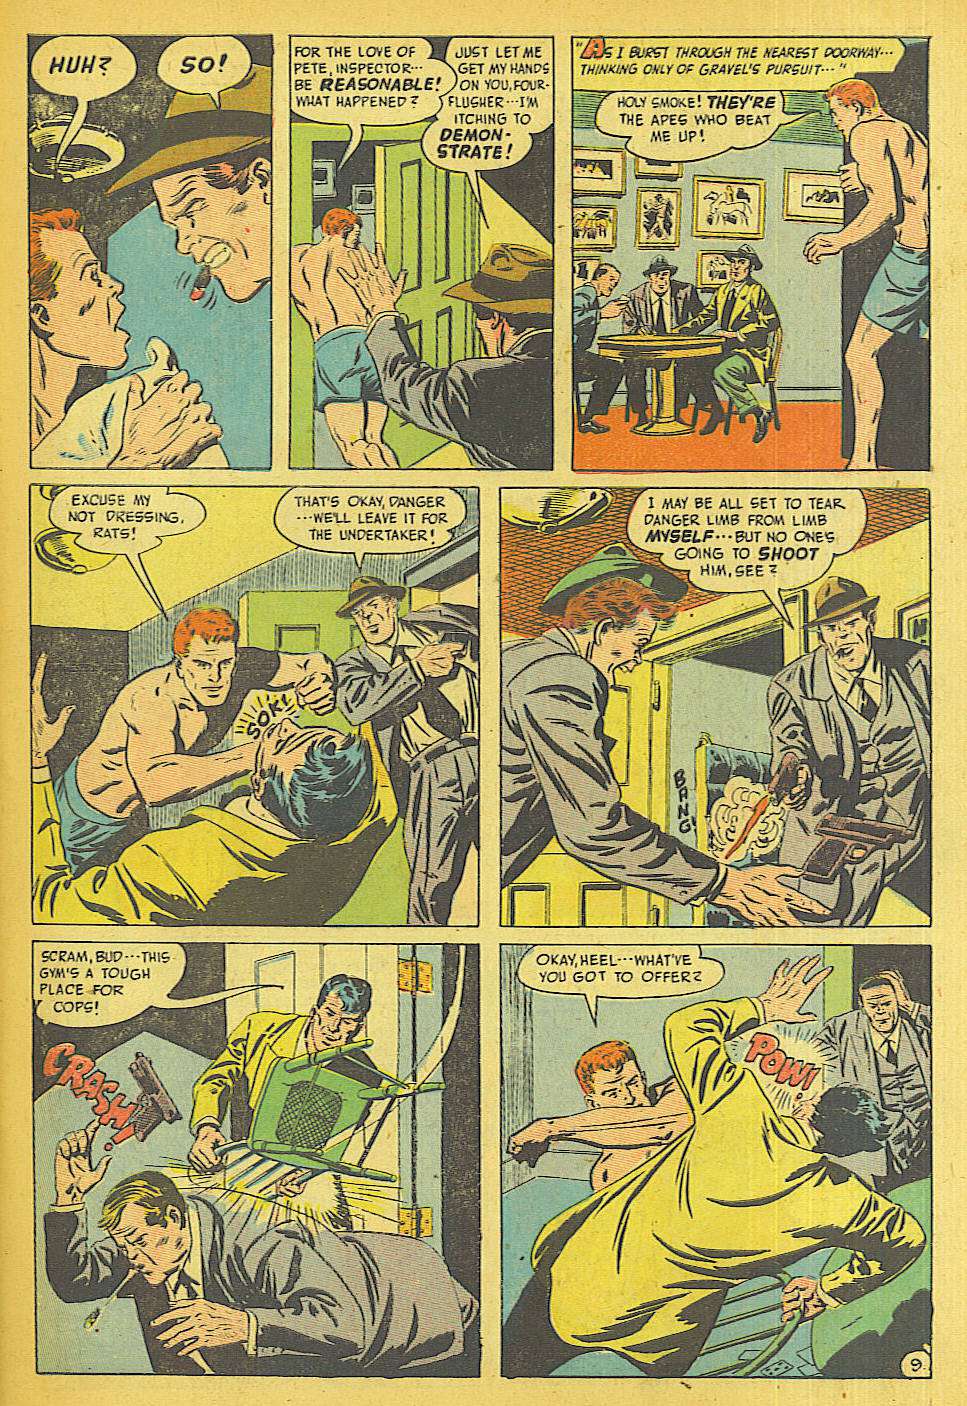 HUH?
SO!
FOR THE LOVE OF
PETE, INSPECTOR---
BE REASONABLE!
WHAT HAPPENED?
JUST LET ME
GET MY HANDS
ON YOU, FOUR-
FLUSHER---I'M
ITCHING TO
DEMON-
STRATE!
"AS I BURST THROUGH THE NEAREST DOORWAY---
THINKING ONLY OF GRAVEL'S PURSUIT---"
HOLY SMOKE! THEY'RE
THE APES WHO BEAT
ME UP!
EXCUSE MY
NOT DRESSING,
RATS!
THAT'S OKAY, DANGER
---WE'LL LEAVE IT FOR
THE UNDERTAKER!
SOK!
I MAY BE ALL SET TO TEAR
DANGER LIMB FROM LIMB
MYSELF---BUT NO ONE'S
GOING TO SHOOT
HIM, SEE?
BANG!
SCRAM, BUD---THIS
GYM'S A TOUGH
PLACE FOR
COPS!
CRASH!
OKAY, HEEL---WHAT'VE
YOU GOT TO OFFER?
POW!
9